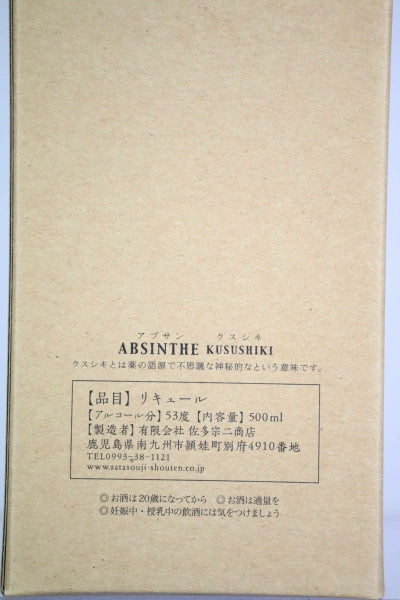 アブサン クスシキ
ABSINTHE KUSUSHIKI
クスシキとは薬の語源で不思議な神秘的なという意味です。
【品目】リキュール
【アルコール分】53度【内容量】500ml
【製造者】有限会社 佐多宗二商店
鹿児島県南九州市頴娃町別府4910番地
TEL0993-38-1121
www.satasouji-shouten.co.jp
◎お酒は20歳になってから ◎お酒は適量を
◎妊娠中・授乳中の飲酒には気をつけましょう